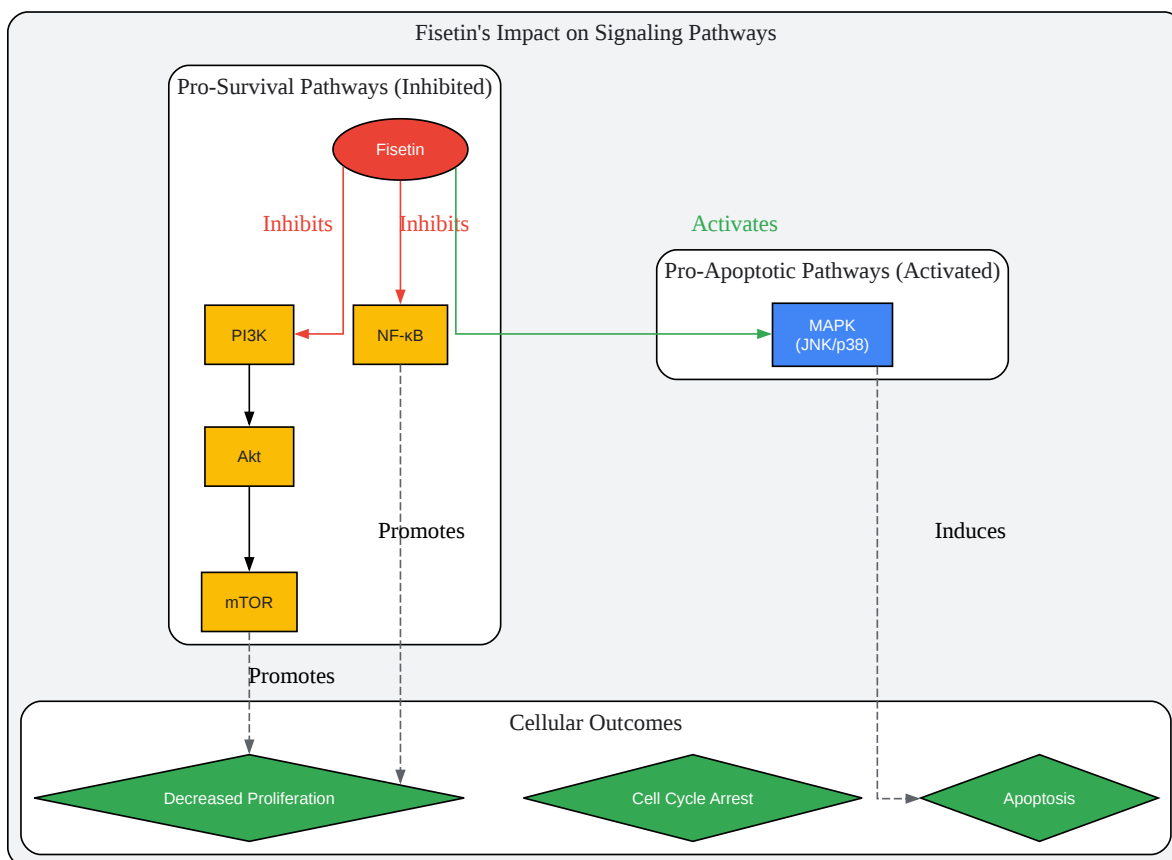 Fisetin's Impact on Signaling Pathways
Pro-Survival Pathways (Inhibited)
Fisetin
Inhibits
Inhibits
Activates
Pro-Apoptotic Pathways (Activated)
PI3K
NF-κB
MAPK
(JNK/p38)
Akt
Promotes
Induces
mTOR
Promotes
Cellular Outcomes
Decreased Proliferation
Cell Cycle Arrest
Apoptosis